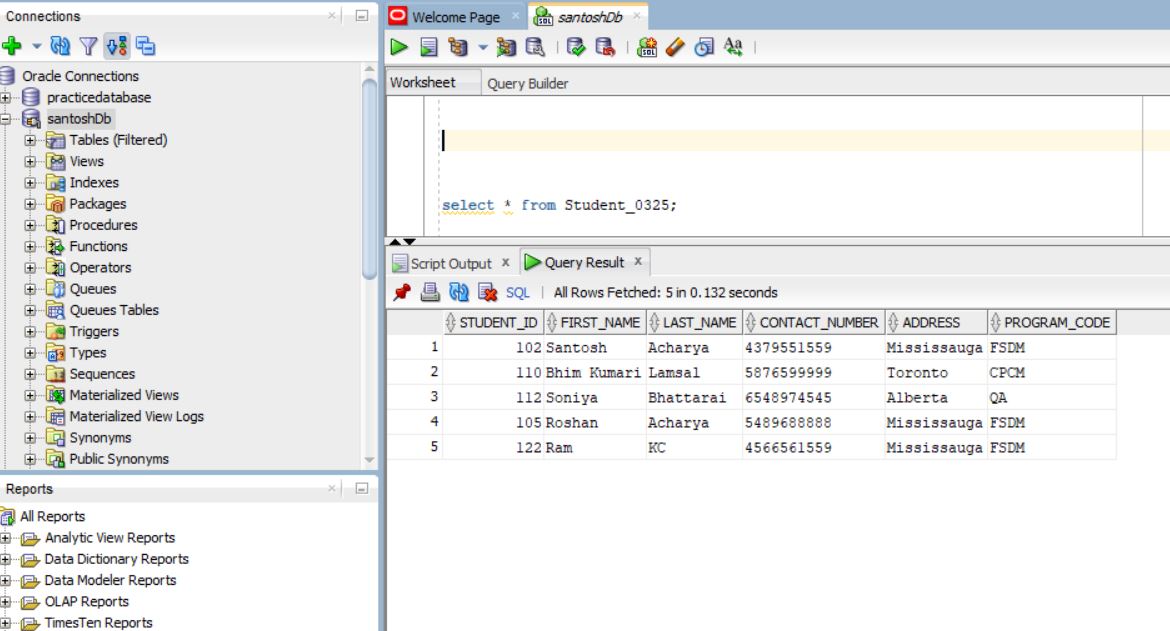 Connections
Oracle Connections
practicedatabase
santoshDb
Tables (Filtered)
Views
Indexes
Packages
Procedures
Functions
Operators
Queues
Queues Tables
Triggers
Types
Sequences
Materialized Views
Materialized View Logs
Synonyms
Public Synonyms
Reports
All Reports
Analytic View Reports
Data Dictionary Reports
Data Modeler Reports
OLAP Reports
TimesTen Reports
Welcome Page santoshDb
Worksheet Query Builder
select * from Student_0325;
Script Output x Query Result x
SQL | All Rows Fetched: 5 in 0.132 seconds
STUDENT_ID FIRST_NAME LAST_NAME CONTACT_NUMBER ADDRESS PROGRAM_CODE
1 102 Santosh Acharya 4379551559 Mississauga FSDM
2 110 Bhim Kumari Lamsal 5876599999 Toronto CPCM
3 112 Soniya Bhattarai 6548974545 Alberta QA
4 105 Roshan Acharya 5489688888 Mississauga FSDM
5 122 Ram KC 4566561559 Mississauga FSDM